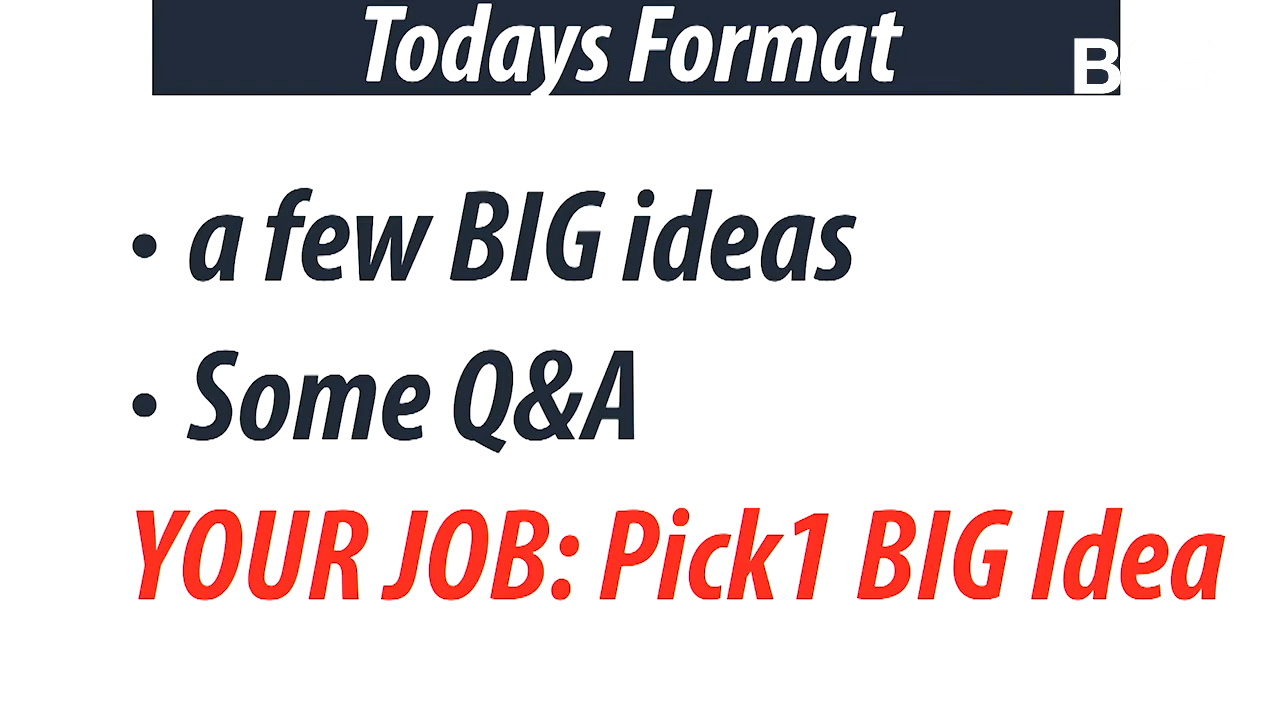 Todays Format
B
• a few BIG ideas
• Some Q&A
YOUR JOB: Pick1 BIG Idea